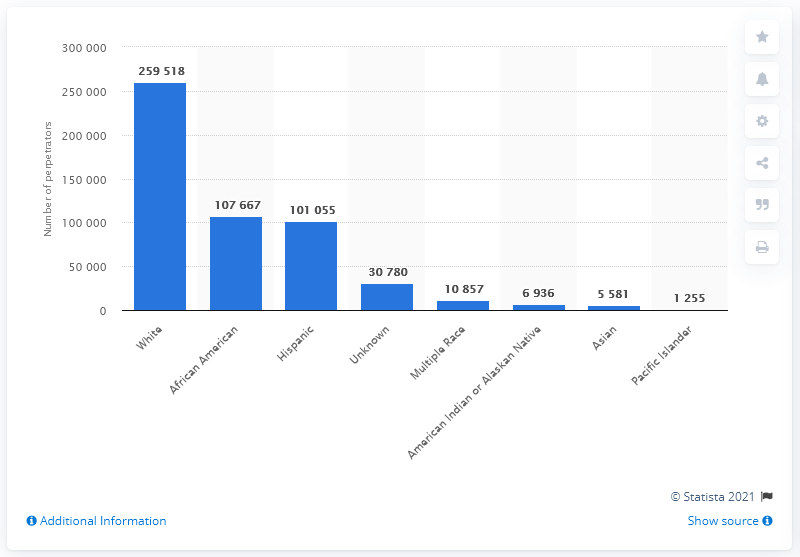 300 000
250 000
200 000
150 000
100 000
50 000
0
Number of perpetrators
259 518
107 667
101 055
30 780
10 857
6 936
5 581
1 255
White
African American
Hispanic
Unknown
Multiple Race
American Indian or Alaskan Native
Asian
Pacific Islander
© Statista 2021
Additional Information
Show source